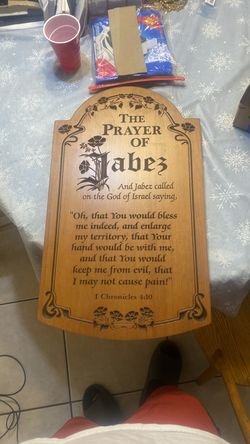 THE
PRAYER
OF
Jabez
And Jabez called
on the God of Israel saying,
"Oh, that You would bless
me indeed, and enlarge
my territory, that Your
hand would be with me,
and that You would
keep me from evil, that
I may not cause pain!"
I Chronicles 4:10